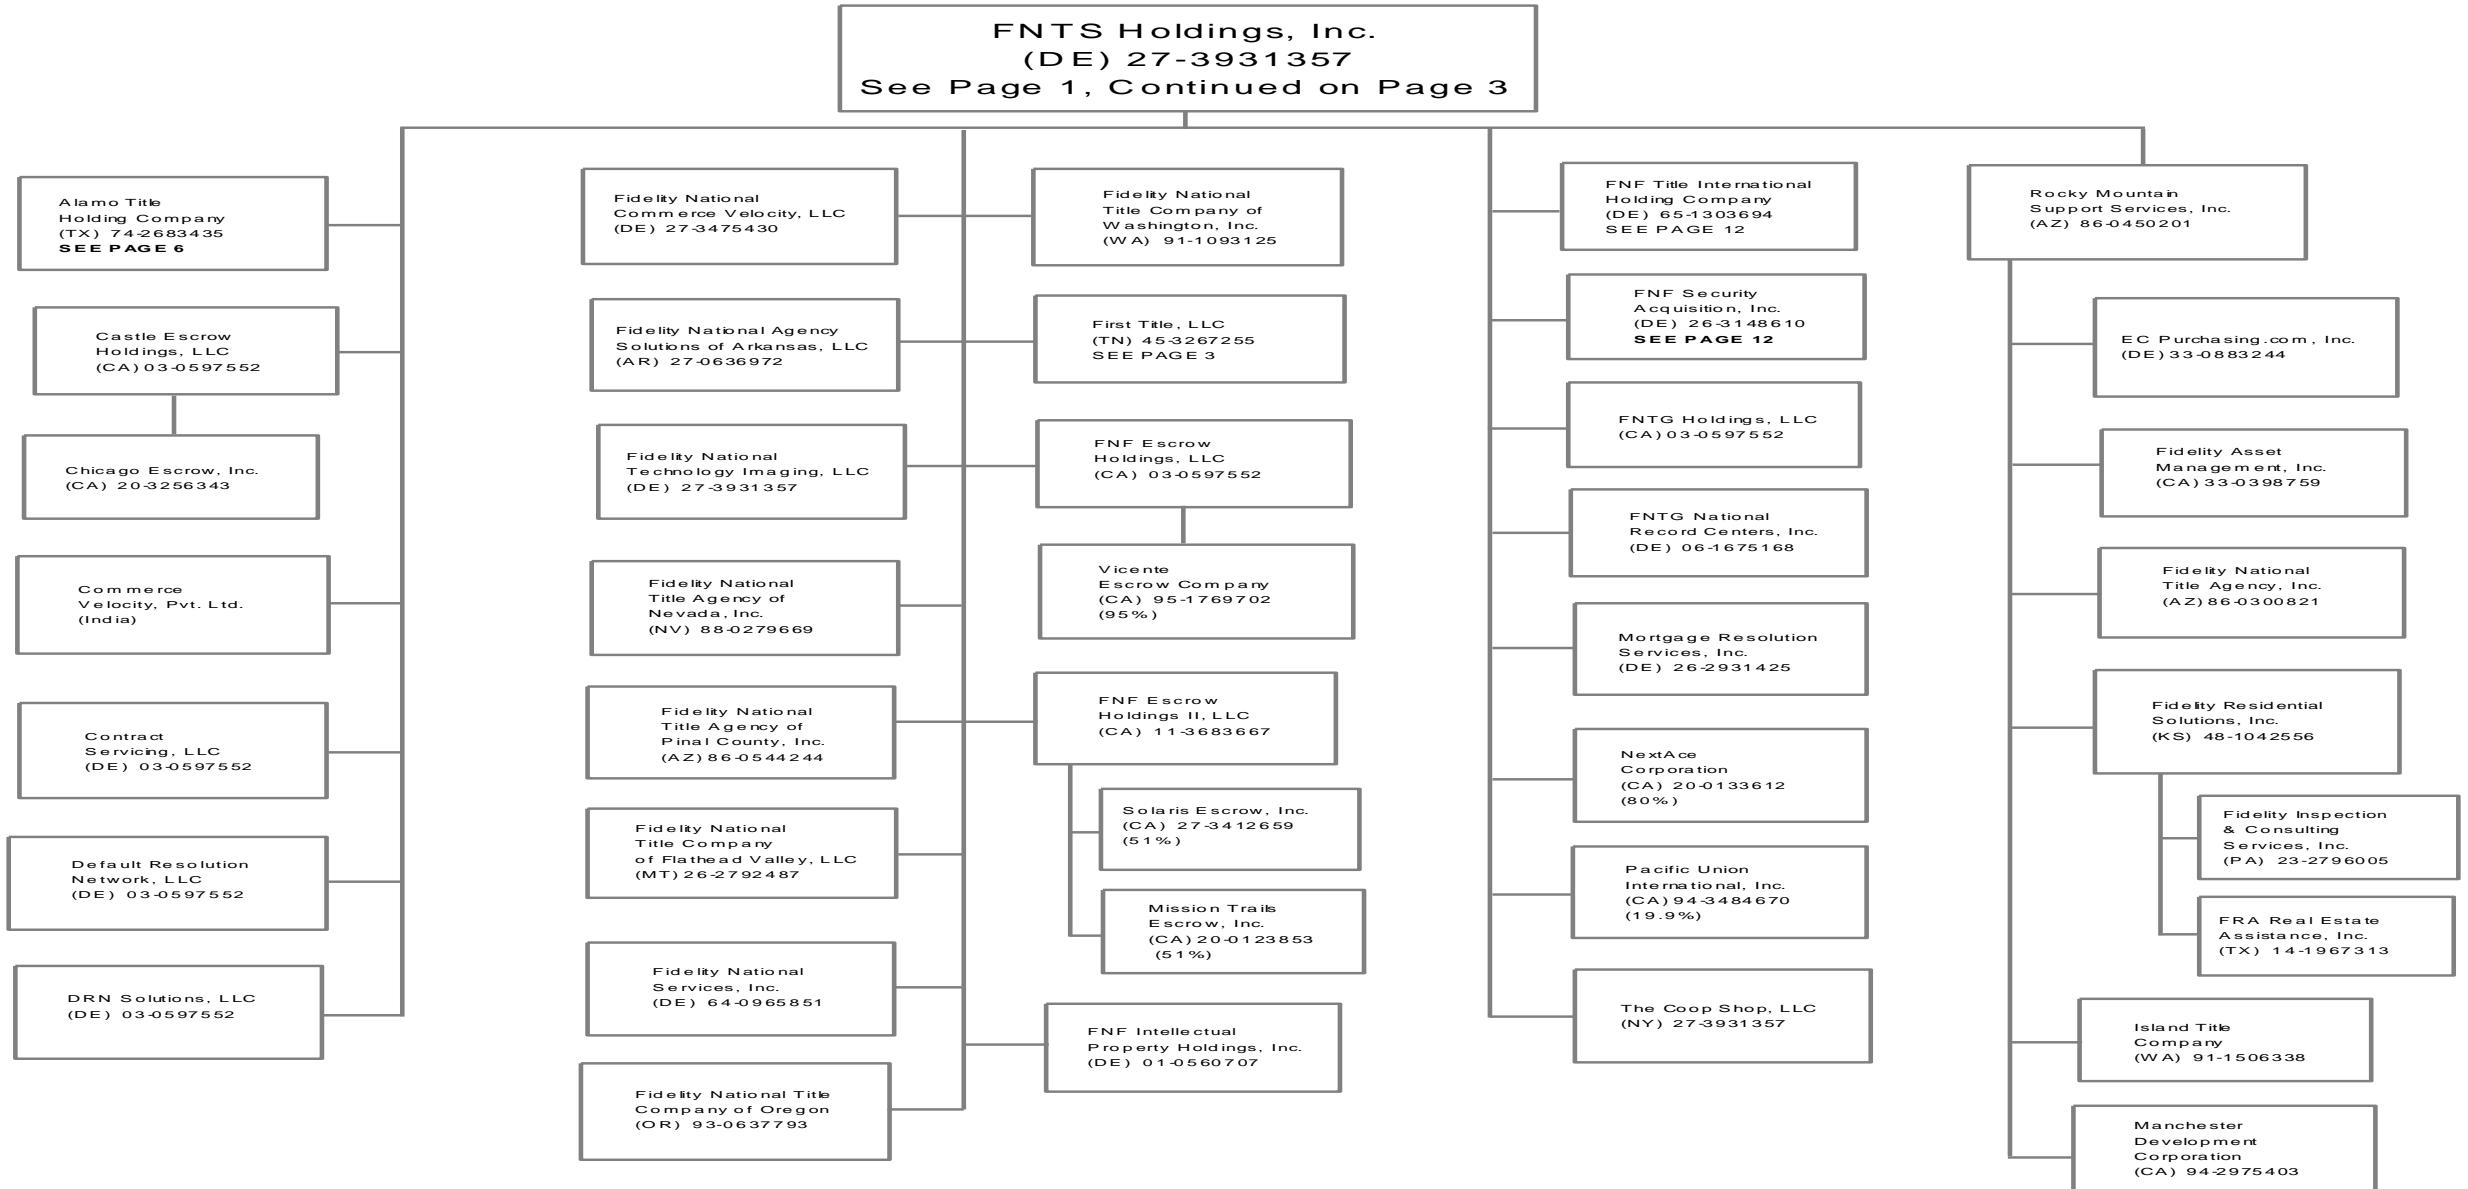 FNTS Holdings, Inc.
(DE) 27-3931357
See Page 1, Continued on Page 3
Alamo Title
Holding Company
(TX) 74-2683435
SEE PAGE 6
Castle Escrow
Holdings, LLC
(CA) 03-0597552
Chicago Escrow, Inc.
(CA) 20-3256343
Commerce
Velocity, Pvt. Ltd.
(India)
Contract
Servicing, LLC
(DE) 03-0597552
Default Resolution
Network, LLC
(DE) 03-0597552
DRN Solutions, LLC
(DE) 03-0597552
Fidelity National
Commerce Velocity, LLC
(DE) 27-3475430
Fidelity National Agency
Solutions of Arkansas, LLC
(AR) 27-0636972
Fidelity National
Technology Imaging, LLC
(DE) 27-3931357
Fidelity National
Title Agency of
Nevada, Inc.
(NV) 88-0279669
Fidelity National
Title Agency of
Pinal County, Inc.
(AZ) 86-0544244
Fidelity National
Title Company
of Flathead Valley, LLC
(MT) 26-2792487
Fidelity National
Services, Inc.
(DE) 64-0965851
Fidelity National Title
Company of Oregon
(OR) 93-0637793
Fidelity National
Title Company of
Washington, Inc.
(WA) 91-1093125
First Title, LLC
(TN) 45-3267255
SEE PAGE 3
FNF Escrow
Holdings, LLC
(CA) 03-0597552
Vicente
Escrow Company
(CA) 95-1769702
(95%)
FNF Escrow
Holdings II, LLC
(CA) 11-3683667
Solaris Escrow, Inc.
(CA) 27-3412659
(51%)
Mission Trails
Escrow, Inc.
(CA) 20-0123853
(51%)
FNF Intellectual
Property Holdings, Inc.
(DE) 01-0560707
FNF Title International
Holding Company
(DE) 65-1303694
SEE PAGE 12
FNF Security
Acquisition, Inc.
(DE) 26-3148610
SEE PAGE 12
FNTG Holdings, LLC
(CA) 03-0597552
FNTG National
Record Centers, Inc.
(DE) 06-1675168
Mortgage Resolution
Services, Inc.
(DE) 26-2931425
NextAce
Corporation
(CA) 20-0133612
(80%)
Pacific Union
International, Inc.
(CA) 94-3484670
(19.9%)
The Coop Shop, LLC
(NY) 27-3931357
Rocky Mountain
Support Services, Inc.
(AZ) 86-0450201
EC Purchasing.com, Inc.
(DE) 33-0883244
Fidelity Asset
Management, Inc.
(CA) 33-0398759
Fidelity National
Title Agency, Inc.
(AZ) 86-0300821
Fidelity Residential
Solutions, Inc.
(KS) 48-1042556
Fidelity Inspection
& Consulting
Services, Inc.
(PA) 23-2796005
FRA Real Estate
Assistance, Inc.
(TX) 14-1967313
Island Title
Company
(WA) 91-1506338
Manchester
Development
Corporation
(CA) 94-2975403